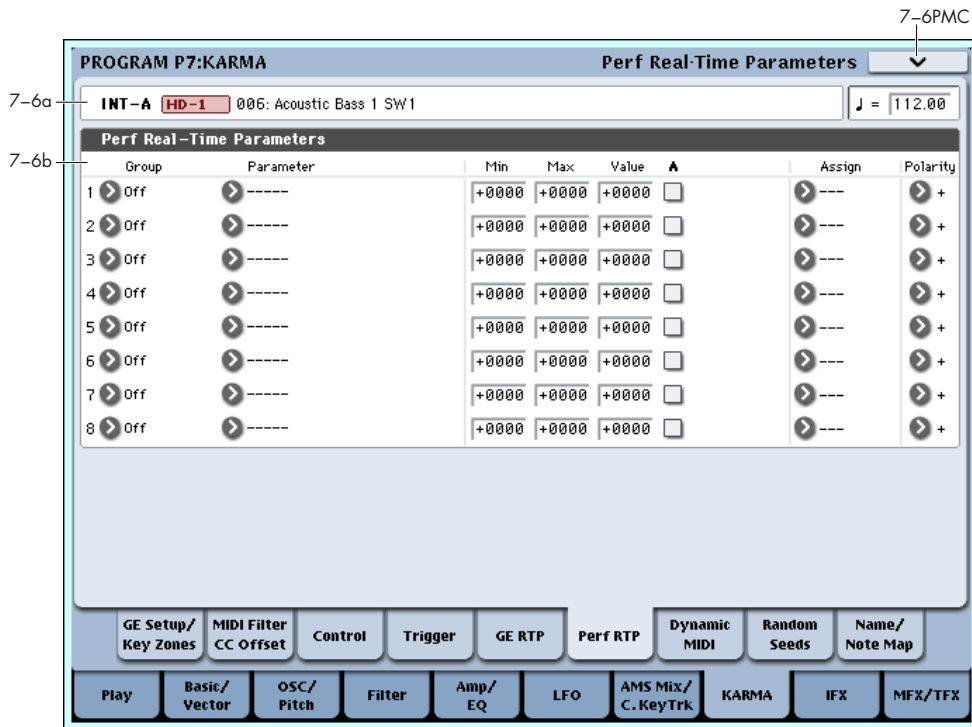 7–6PMC
PROGRAM P7:KARMA Perf Real-Time Parameters
7–6a
INT-A HD-1 006: Acoustic Bass 1 SW1 ♩ = 112.00
Perf Real-Time Parameters
7–6b
Group Parameter Min Max Value A Assign Polarity
1 Off ----- +0000 +0000 +0000 --- +
2 Off ----- +0000 +0000 +0000 --- +
3 Off ----- +0000 +0000 +0000 --- +
4 Off ----- +0000 +0000 +0000 --- +
5 Off ----- +0000 +0000 +0000 --- +
6 Off ----- +0000 +0000 +0000 --- +
7 Off ----- +0000 +0000 +0000 --- +
8 Off ----- +0000 +0000 +0000 --- +
GE Setup/ MIDI Filter Control Trigger GE RTP Perf RTP Dynamic Random Name/
Key Zones CC Offset MIDI Seeds Note Map
Play Basic/ OSC/ Filter Amp/ LFO AMS Mix/ KARMA IFX MFX/TFX
Vector Pitch EQ C.KeyTrk